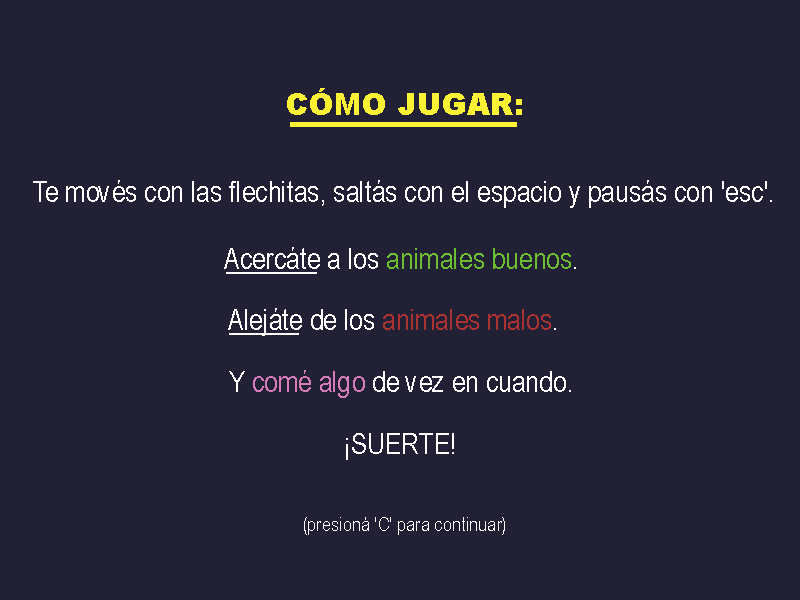 CÓMO JUGAR:
Te movés con las flechitas, saltás con el espacio y pausás con 'esc'.
Acercáte a los animales buenos.
Alejáte de los animales malos.
Y comé algo de vez en cuando.
¡SUERTE!
(presioná 'C' para continuar)